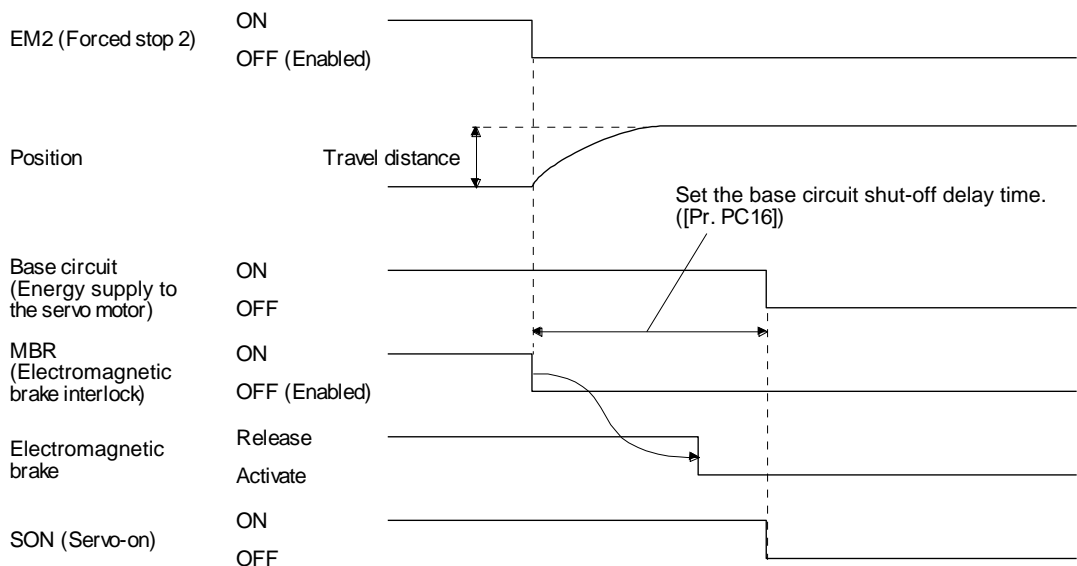 EM2 (Forced stop 2)
ON
OFF (Enabled)
Position
Travel distance
Set the base circuit shut-off delay time.
([Pr. PC16])
Base circuit
(Energy supply to
the servo motor)
ON
OFF
MBR
(Electromagnetic
brake interlock)
ON
OFF (Enabled)
Electromagnetic
brake
Release
Activate
SON (Servo-on)
ON
OFF